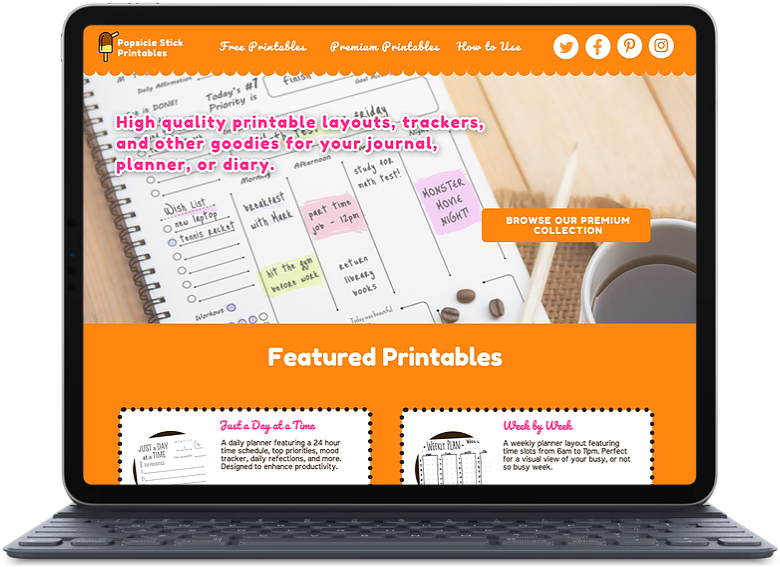 Popsicle Stick
Printables
Free Printables
Premium Printables
How to Use
Daily Affirmation
Today's #1
Priority is
is DONE!
finish
High quality printable layouts, trackers,
and other goodies for your journal,
planner, or diary.
Friday
Morning
Afternoon
Wish List
new laptop
tennis racket
breakfast
with Mark
part time
job - 12pm
study for
math test!
MONSTER
MOVIE
NIGHT!
hit the gym
before work
return
library
books
Workout
Today was beautiful
BROWSE OUR PREMIUM
COLLECTION
Featured Printables
Just a Day at a Time
A daily planner featuring a 24 hour
time schedule, top priorities, mood
tracker, daily refections, and more.
Designed to enhance productivity.
JUST a DAY
at a TIME
Week by Week
A weekly planner layout featuring
time slots from 6am to 11pm. Perfect
for a visual view of your busy, or not
so busy week.
WEEKLY PLAN